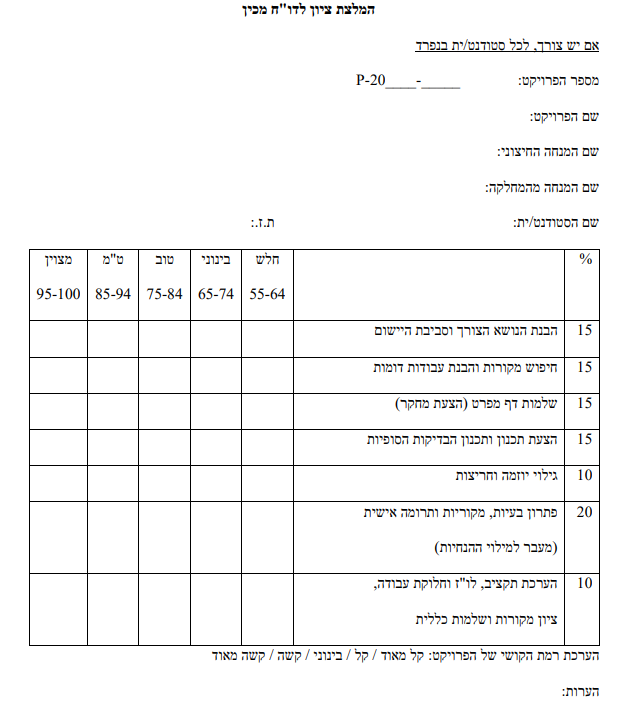 המלצת ציון לדו"ח מכין
אם יש צורך, לכל סטודנט/ית בנפרד
מספר הפרויקט: P-20____-_____
שם הפרויקט:
שם המנחה החיצוני:
שם המנחה מהמחלקה:
שם הסטודנט/ית: ת.ז.:
% חלש בינוני טוב ט"מ מצוין
55-64 65-74 75-84 85-94 95-100
15 הבנת הנושא הצורך וסביבת היישום
15 חיפוש מקורות והבנת עבודות דומות
15 שלמות דף מפרט (הצעת מחקר)
15 הצעת תכנון ותכנון הבדיקות הסופיות
10 גילוי יוזמה וחריצות
20 פתרון בעיות, מקוריות ותרומה אישית
(מעבר למילוי ההנחיות)
10 הערכת תקציב, לו"ז וחלוקת עבודה,
ציון מקורות ושלמות כללית
הערכת רמת הקושי של הפרויקט: קל מאוד / קל / בינוני / קשה / קשה מאוד
הערות: